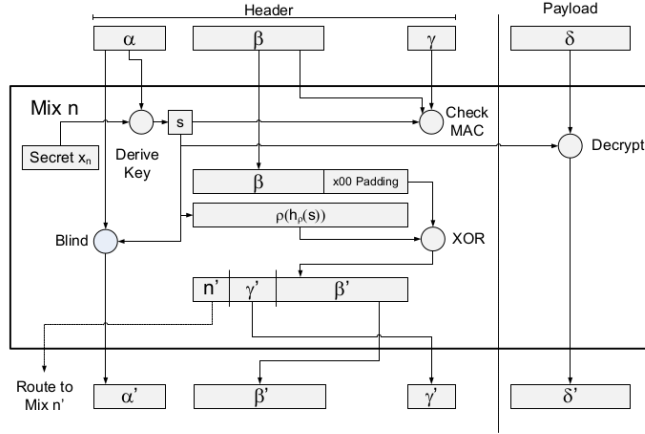 Header
Payload
α
β
γ
δ
Mix n
s
Check
MAC
Secret xn
Derive
Key
Decrypt
β
x00 Padding
ρ(hρ(s))
Blind
XOR
n’
γ’
β’
Route to
Mix n’
α’
β’
γ’
δ’